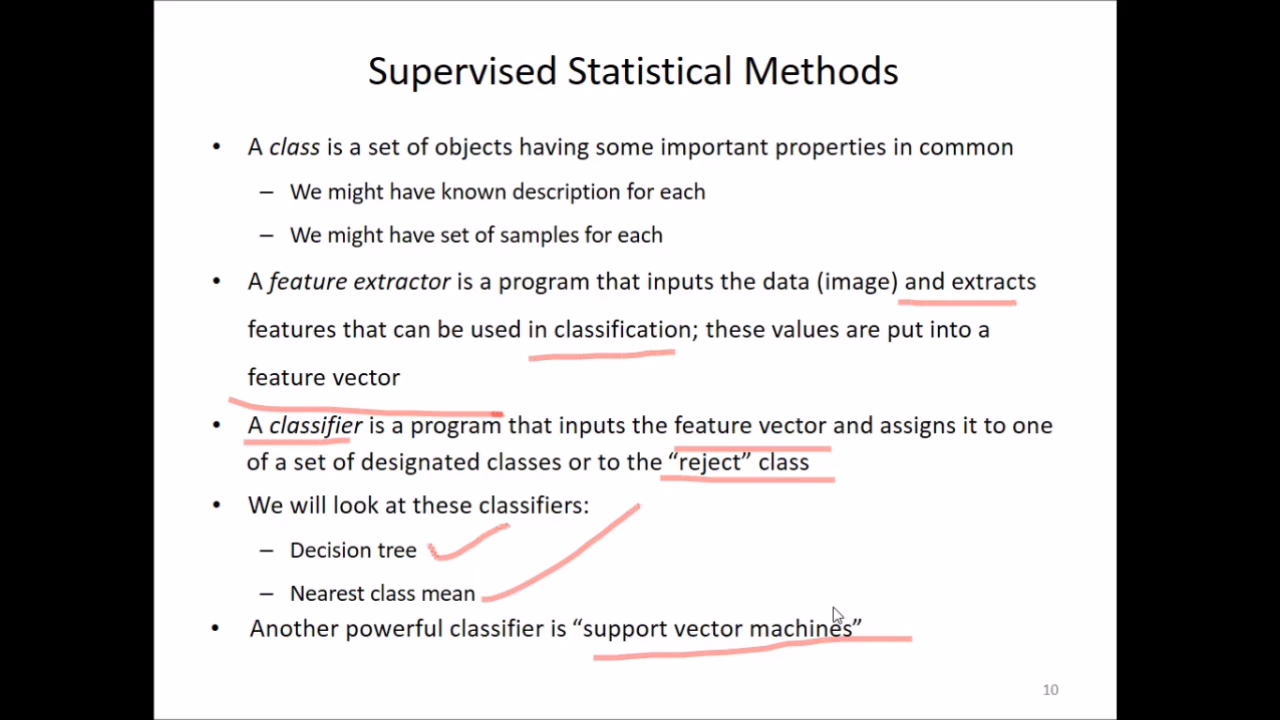 Supervised Statistical Methods
• A class is a set of objects having some important properties in common
– We might have known description for each
– We might have set of samples for each
• A feature extractor is a program that inputs the data (image) and extracts
features that can be used in classification; these values are put into a
feature vector
• A classifier is a program that inputs the feature vector and assigns it to one
of a set of designated classes or to the “reject” class
• We will look at these classifiers:
– Decision tree
– Nearest class mean
• Another powerful classifier is “support vector machines”
10